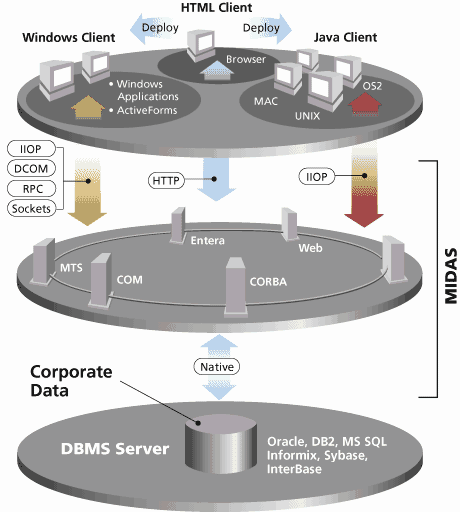 HTML Client
Windows Client
Deploy
Deploy
Java Client
Browser
• Windows
Applications
• ActiveForms
MAC
OS2
UNIX
IIOP
DCOM
RPC
Sockets
HTTP
IIOP
Entera
Web
MTS
COM
CORBA
MIDAS
Native
Corporate
Data
DBMS Server
Oracle, DB2, MS SQL
Informix, Sybase,
InterBase